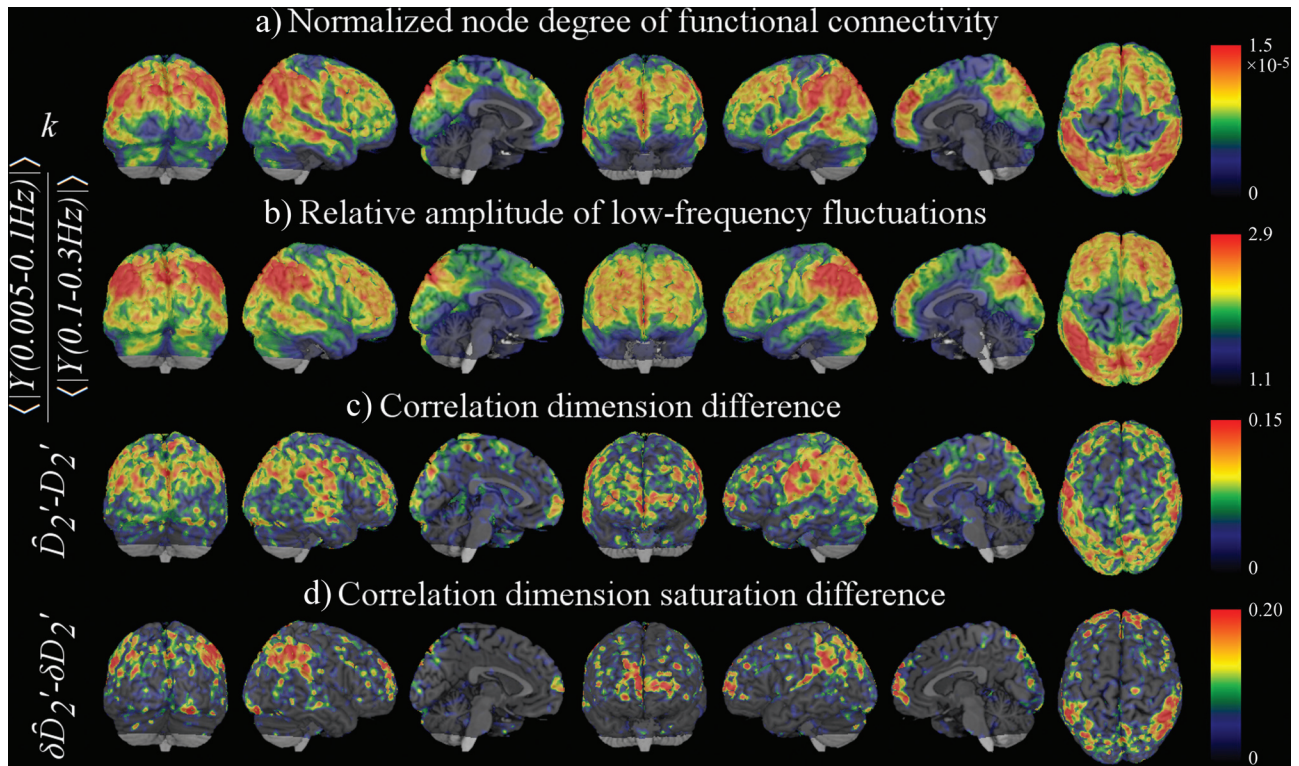 a) Normalized node degree of functional connectivity
k
1.5
×10-5
0
b) Relative amplitude of low-frequency fluctuations
⟨|Y(0.005-0.1Hz)|⟩
⟨|Y(0.1-0.3Hz)|⟩
2.9
1.1
c) Correlation dimension difference
D̂2'-D2'
0.15
0
d) Correlation dimension saturation difference
δD̂2'-δD2'
0.20
0